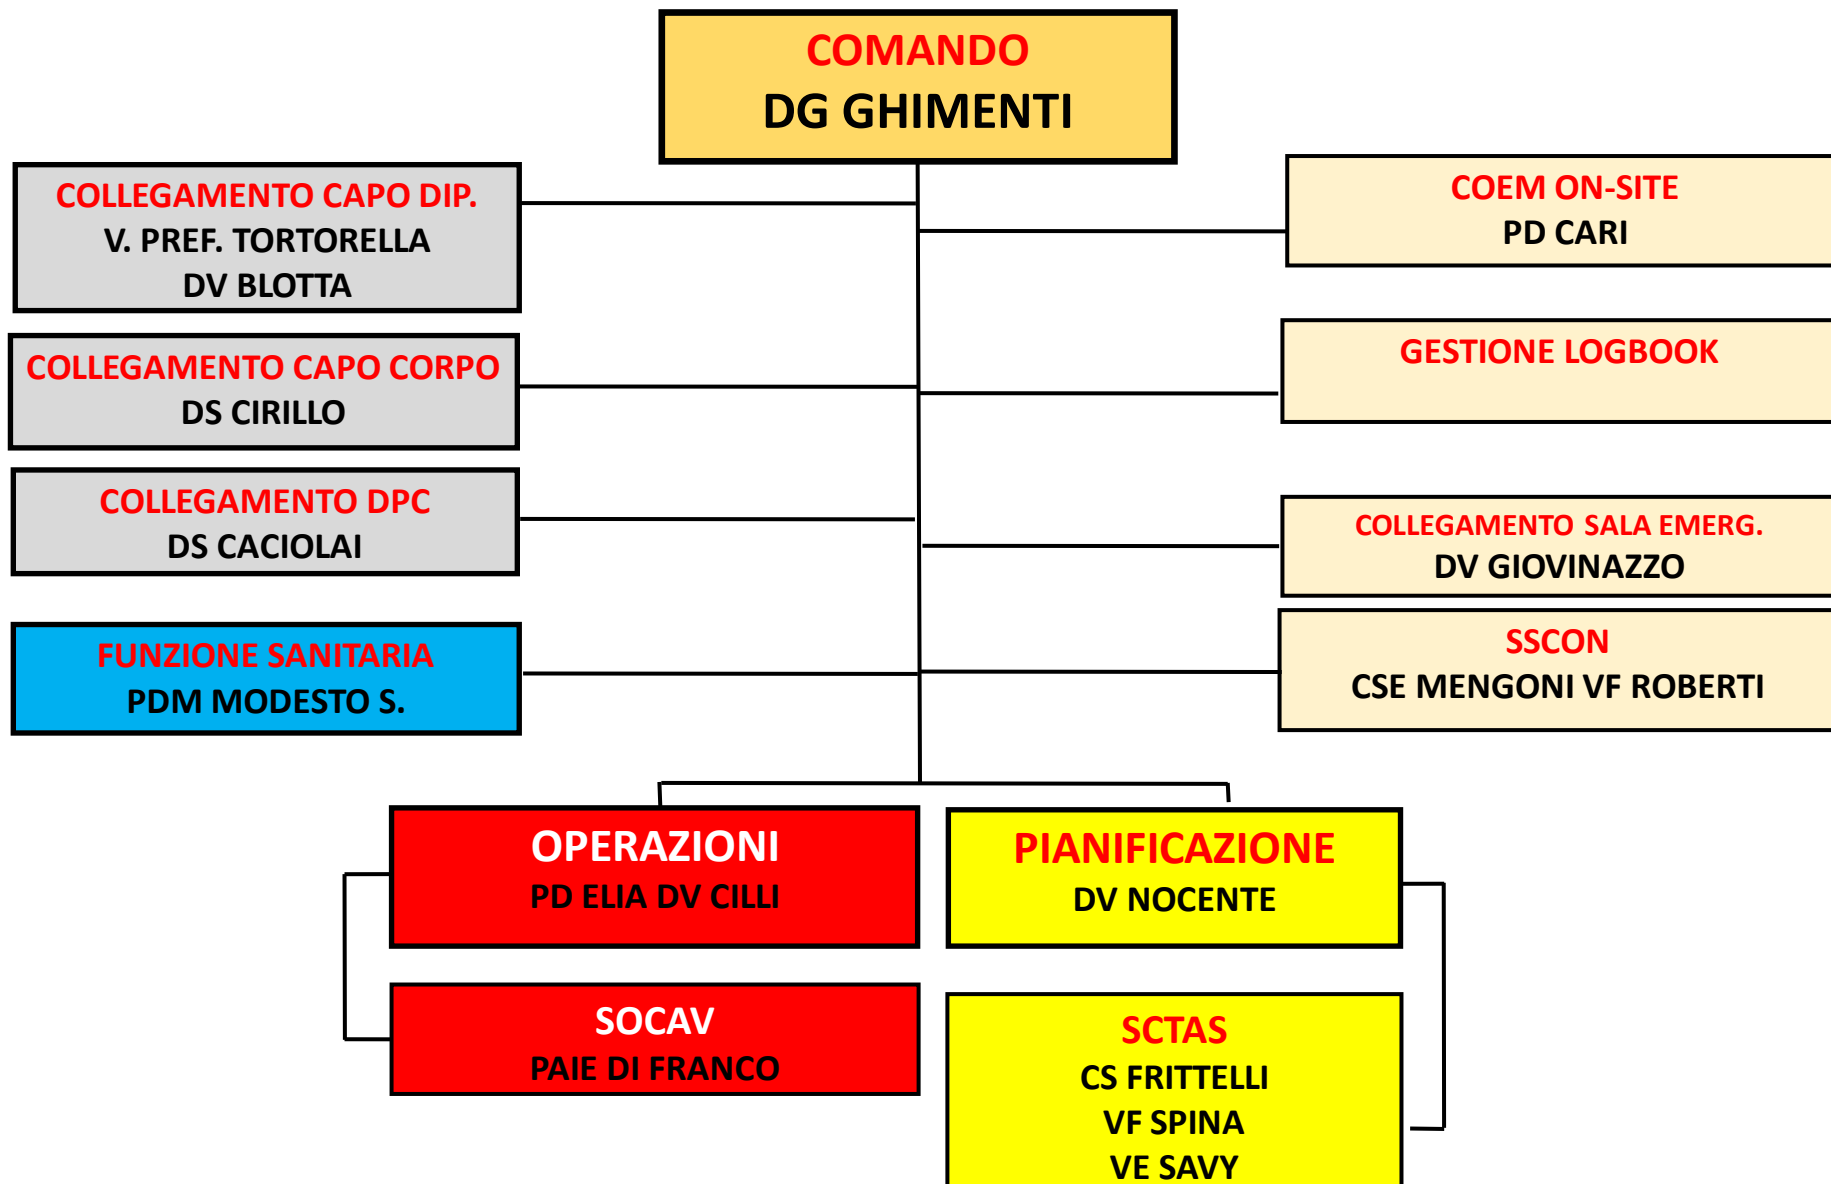 COMANDO
DG GHIMENTI
COLLEGAMENTO CAPO DIP.
V. PREF. TORTORELLA
DV BLOTTA
COEM ON-SITE
PD CARI
COLLEGAMENTO CAPO CORPO
DS CIRILLO
GESTIONE LOGBOOK
COLLEGAMENTO DPC
DS CACIOLAI
COLLEGAMENTO SALA EMERG.
DV GIOVINAZZO
FUNZIONE SANITARIA
PDM MODESTO S.
SSCON
CSE MENGONI VF ROBERTI
OPERAZIONI
PD ELIA DV CILLI
PIANIFICAZIONE
DV NOCENTE
SOCAV
PAIE DI FRANCO
SCTAS
CS FRITTELLI
VF SPINA
VE SAVY